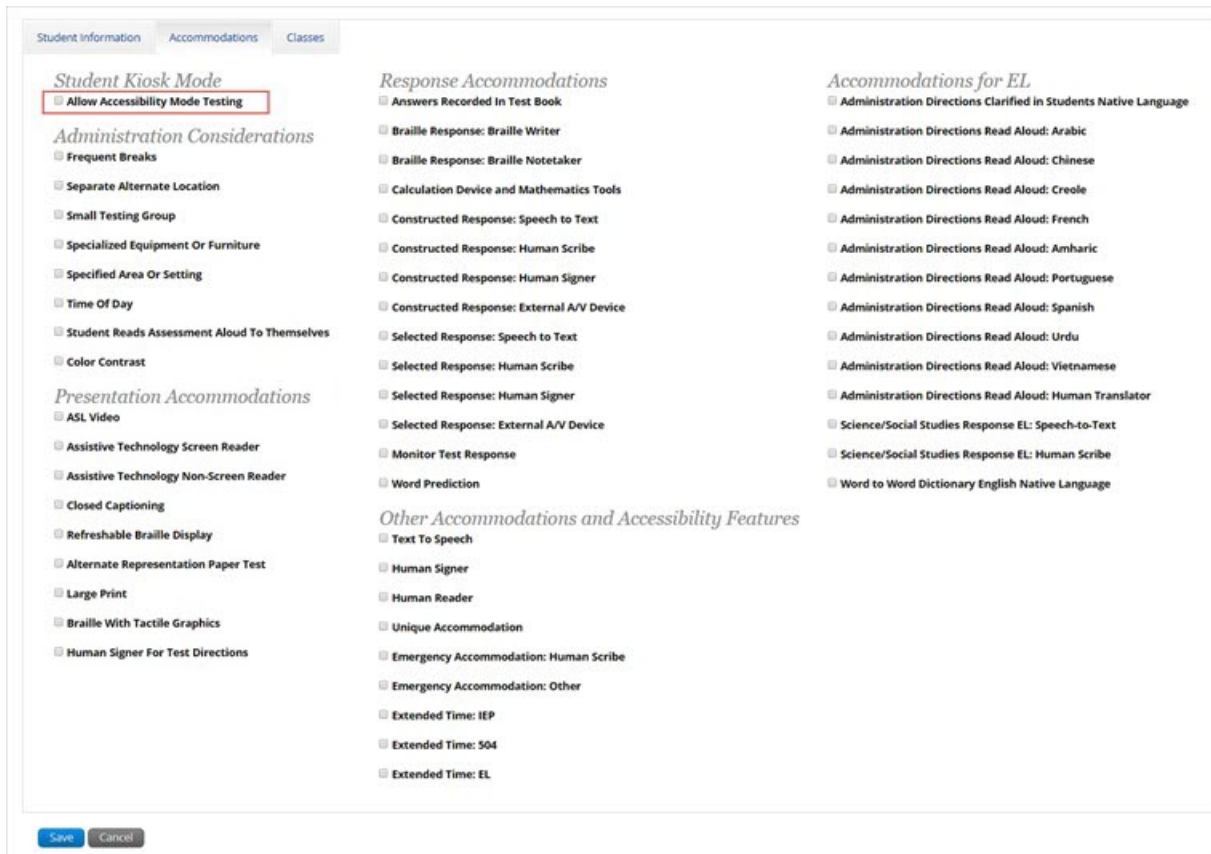 Student Information
Accommodations
Classes
Student Kiosk Mode
Allow Accessibility Mode Testing
Administration Considerations
Frequent Breaks
Separate Alternate Location
Small Testing Group
Specialized Equipment Or Furniture
Specified Area Or Setting
Time Of Day
Student Reads Assessment Aloud To Themselves
Color Contrast
Presentation Accommodations
ASL Video
Assistive Technology Screen Reader
Assistive Technology Non-Screen Reader
Closed Captioning
Refreshable Braille Display
Alternate Representation Paper Test
Large Print
Braille With Tactile Graphics
Human Signer For Test Directions
Response Accommodations
Answers Recorded In Test Book
Braille Response: Braille Writer
Braille Response: Braille Notetaker
Calculation Device and Mathematics Tools
Constructed Response: Speech to Text
Constructed Response: Human Scribe
Constructed Response: Human Signer
Constructed Response: External A/V Device
Selected Response: Speech to Text
Selected Response: Human Scribe
Selected Response: Human Signer
Selected Response: External A/V Device
Monitor Test Response
Word Prediction
Other Accommodations and Accessibility Features
Text To Speech
Human Signer
Human Reader
Unique Accommodation
Emergency Accommodation: Human Scribe
Emergency Accommodation: Other
Extended Time: IEP
Extended Time: 504
Extended Time: EL
Accommodations for EL
Administration Directions Clarified in Students Native Language
Administration Directions Read Aloud: Arabic
Administration Directions Read Aloud: Chinese
Administration Directions Read Aloud: Creole
Administration Directions Read Aloud: French
Administration Directions Read Aloud: Amharic
Administration Directions Read Aloud: Portuguese
Administration Directions Read Aloud: Spanish
Administration Directions Read Aloud: Urdu
Administration Directions Read Aloud: Vietnamese
Administration Directions Read Aloud: Human Translator
Science/Social Studies Response EL: Speech-to-Text
Science/Social Studies Response EL: Human Scribe
Word to Word Dictionary English Native Language
Save
Cancel